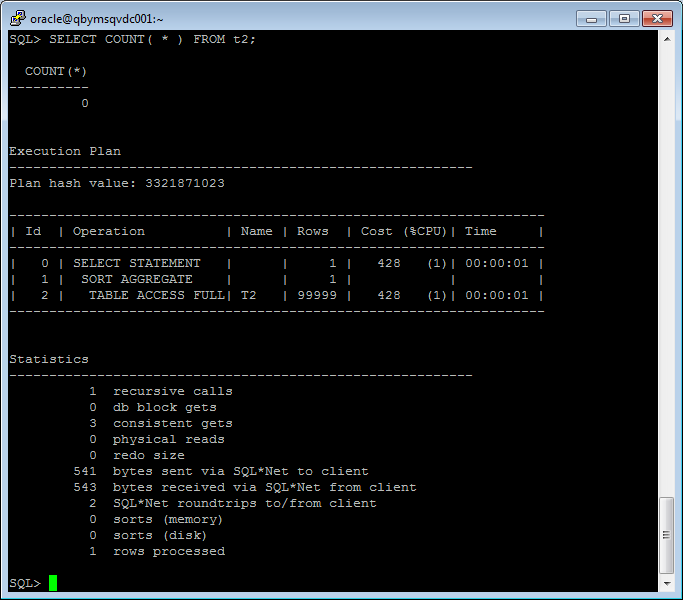 oracle@qbymsqvdc001:~
SQL> SELECT COUNT( * ) FROM t2;
  COUNT(*)
----------
         0
Execution Plan
----------------------------------------------------------
Plan hash value: 3321871023
-------------------------------------------------------------------
| Id  | Operation          | Name | Rows  | Cost (%CPU)| Time     |
-------------------------------------------------------------------
|   0 | SELECT STATEMENT   |      |     1 |   428   (1)| 00:00:01 |
|   1 |  SORT AGGREGATE    |      |     1 |            |          |
|   2 |   TABLE ACCESS FULL| T2   | 99999 |   428   (1)| 00:00:01 |
-------------------------------------------------------------------
Statistics
----------------------------------------------------------
          1  recursive calls
          0  db block gets
          3  consistent gets
          0  physical reads
          0  redo size
        541  bytes sent via SQL*Net to client
        543  bytes received via SQL*Net from client
          2  SQL*Net roundtrips to/from client
          0  sorts (memory)
          0  sorts (disk)
          1  rows processed
SQL>